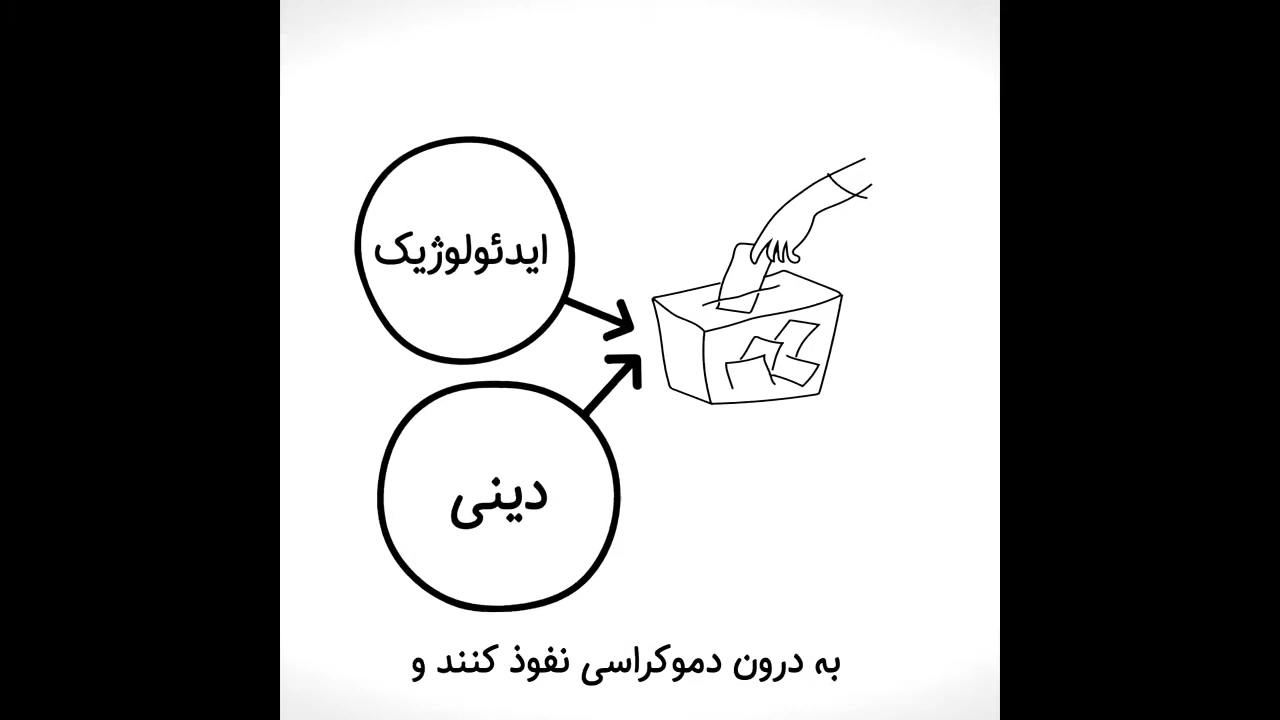 ایدئولوژیک
دینی
به درون دموکراسی نفوذ کنند و